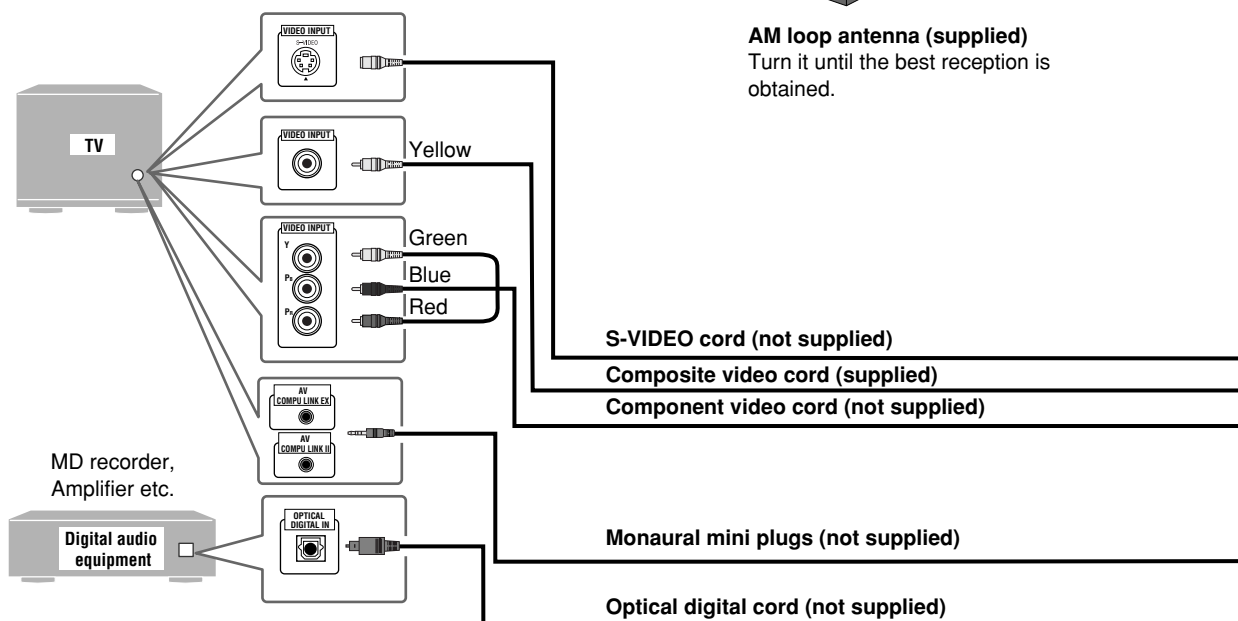 AM loop antenna (supplied)
Turn it until the best reception is
obtained.
TV
VIDEO INPUT
S-VIDEO
VIDEO INPUT
Yellow
VIDEO INPUT
Y
PB
PR
Green
Blue
Red
S-VIDEO cord (not supplied)
Composite video cord (supplied)
Component video cord (not supplied)
AV
COMPU LINK EX
AV
COMPU LINK II
MD recorder,
Amplifier etc.
Digital audio
equipment
OPTICAL
DIGITAL IN
Monaural mini plugs (not supplied)
Optical digital cord (not supplied)